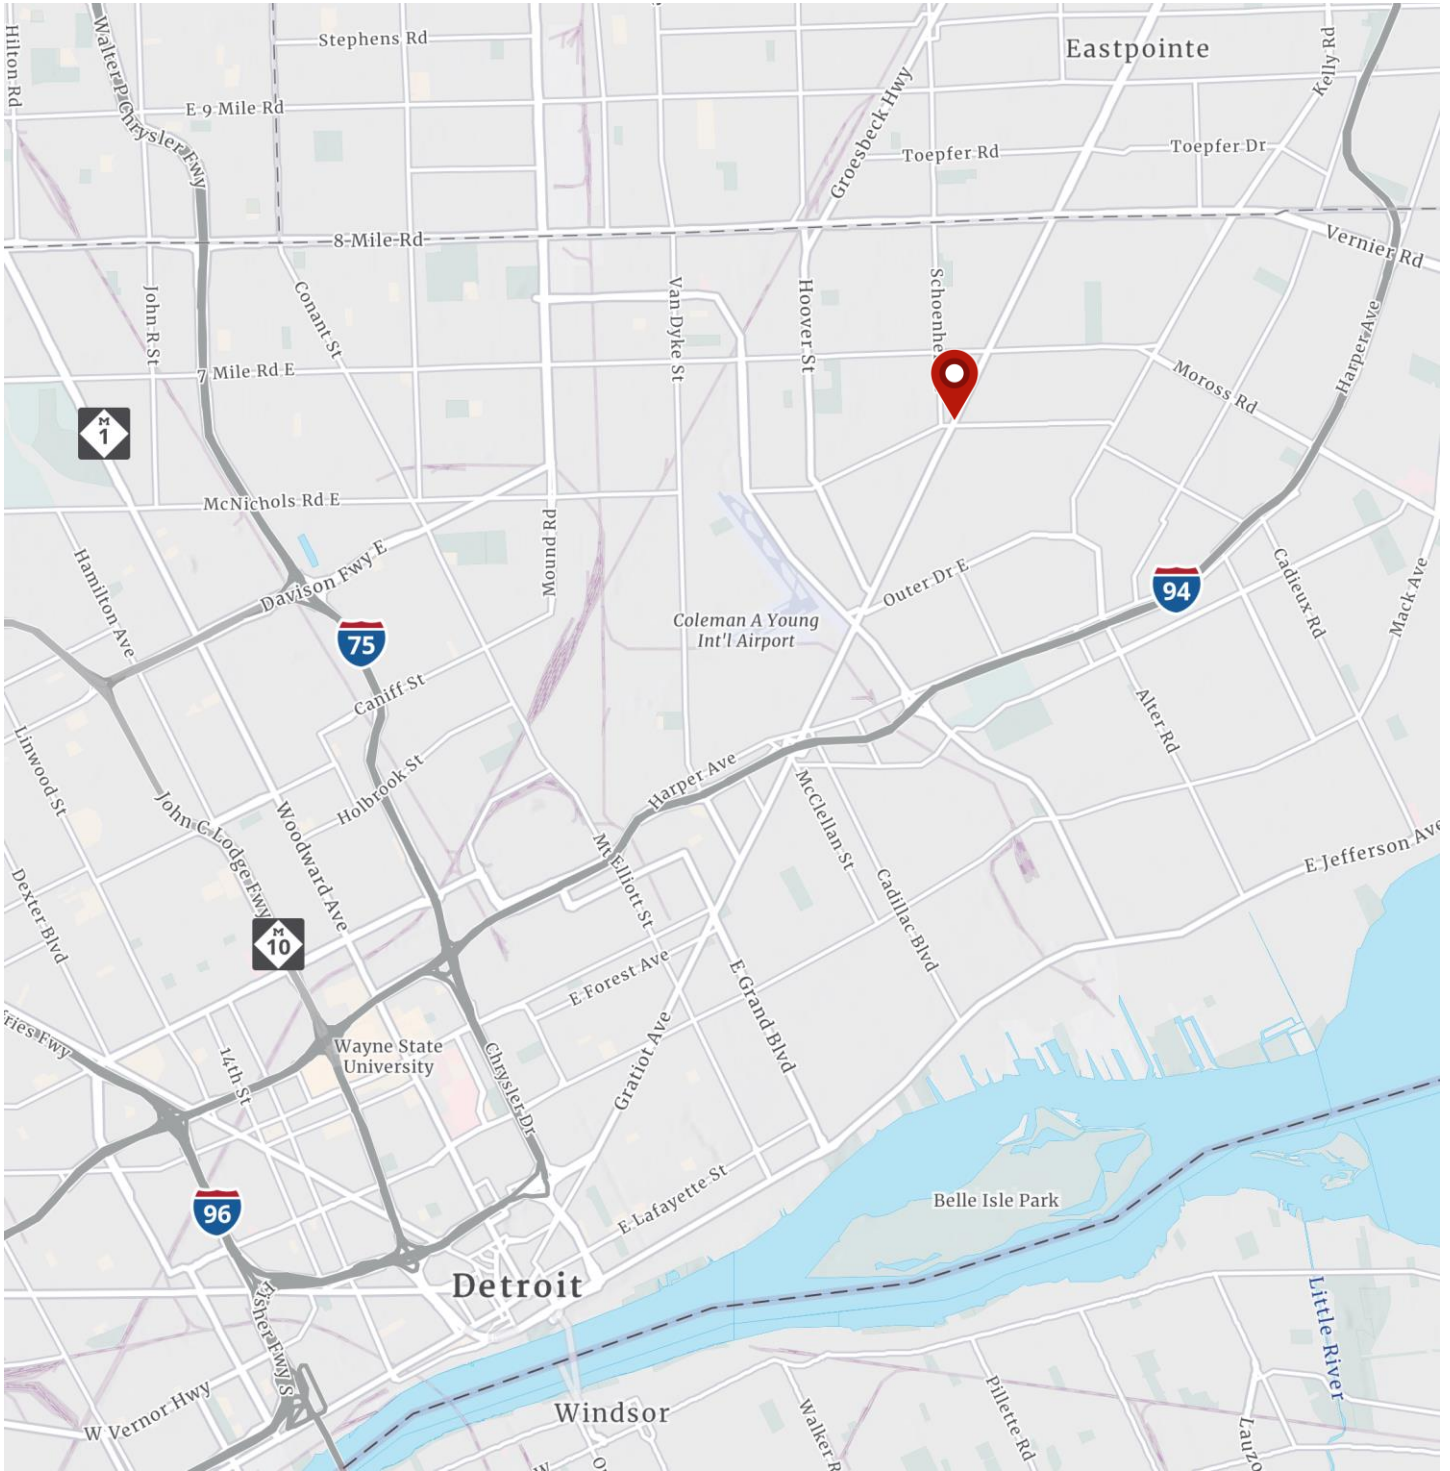 Hilton Rd
Walter P Chrysler Fwy
Stephens Rd
Groesbeck Hwy
Eastpointe
Kelly Rd
E 9 Mile Rd
Toepfer Rd
Toepfer Dr
8 Mile Rd
Vernier Rd
John R St
Conant St
Van Dyke St
Hoover St
Schoenhe
Harper Ave
7 Mile Rd E
Moross Rd
M
1
McNichols Rd E
Mound Rd
Hamilton Ave
Davison Fwy E
Outer Dr E
Cadieux Rd
Mack Ave
94
75
Coleman A Young
Int'l Airport
Caniff St
Alter Rd
Linwood St
John C Lodge Fwy
Woodward Ave
Holbrook St
Harper Ave
McClellan St
Mt Elliott St
Cadillac Blvd
E Jefferson Ave
Dexter Blvd
M
10
E Forest Ave
E Grand Blvd
fries Fwy
14th St
Wayne State
University
Chrysler Dr
Gratiot Ave
96
E Lafayette St
Belle Isle Park
Detroit
Fisher Fwy S
Little River
W Vernor Hwy
Windsor
Walker R
Pillette Rd
Lauzo
W